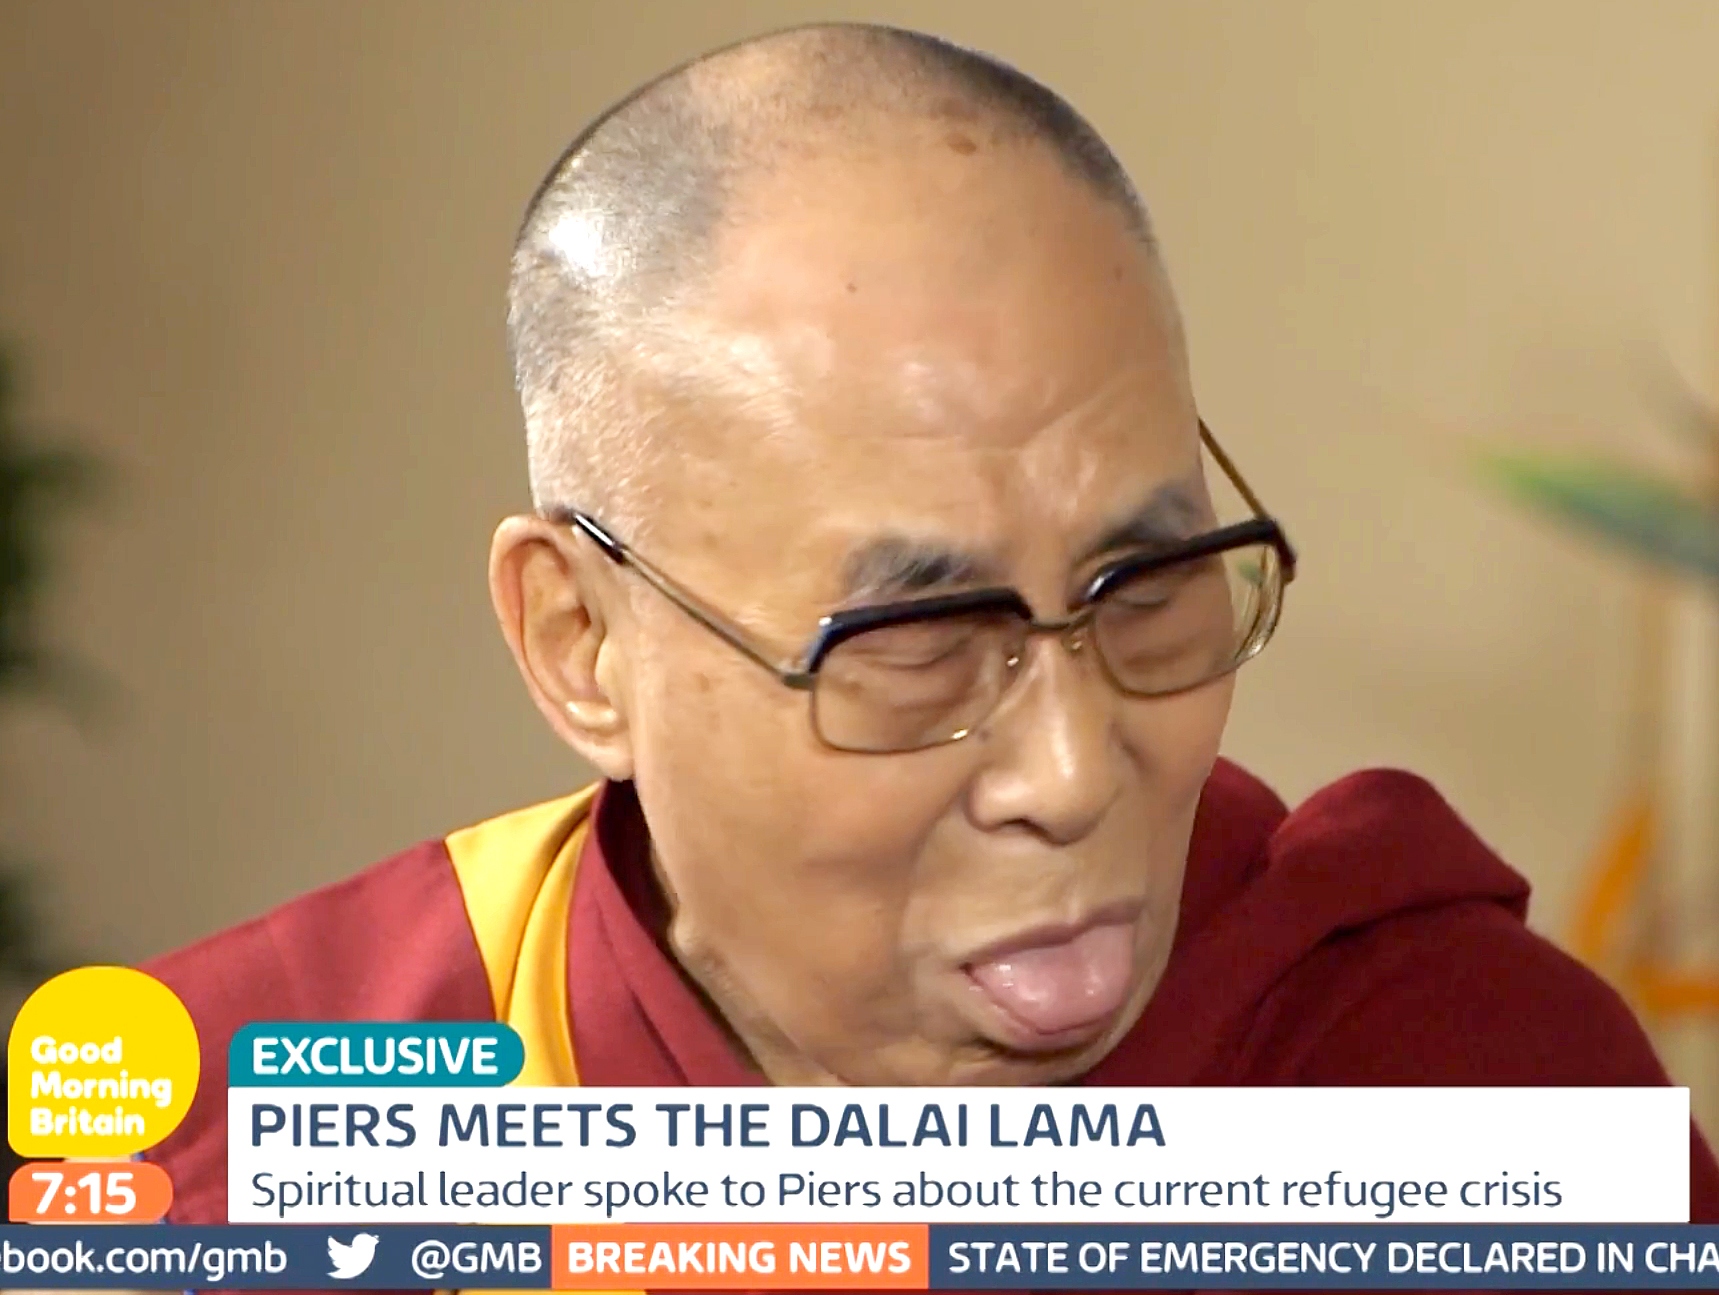 Good
Morning
Britain
7:15
EXCLUSIVE
PIERS MEETS THE DALAI LAMA
Spiritual leader spoke to Piers about the current refugee crisis
ebook.com/gmb @GMB BREAKING NEWS STATE OF EMERGENCY DECLARED IN CHA